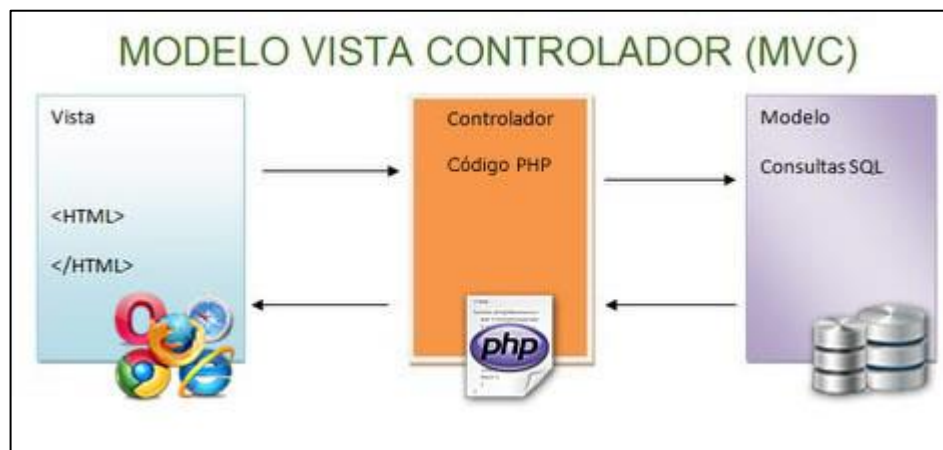 MODELO VISTA CONTROLADOR (MVC)
Vista
<HTML>
</HTML>
Controlador
Código PHP
php
Modelo
Consultas SQL